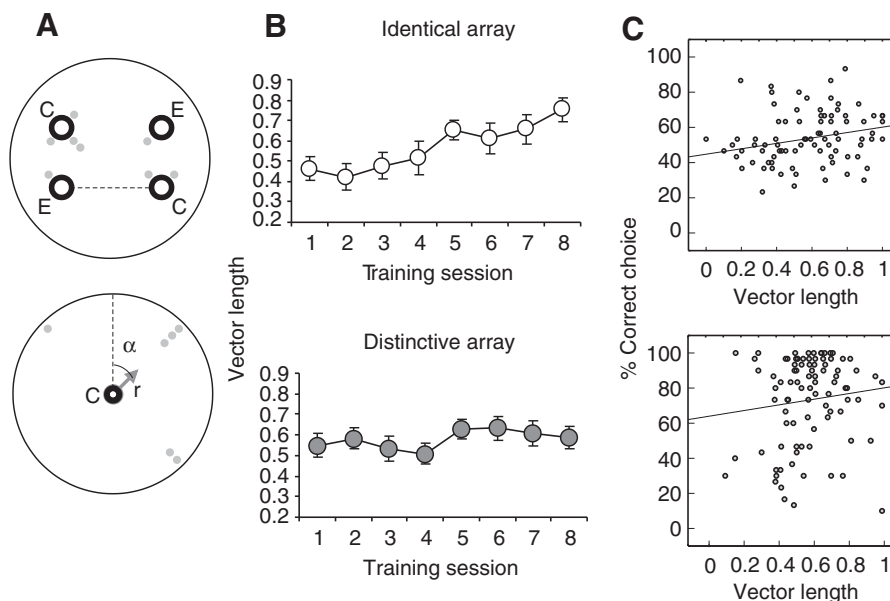 A
C
E
E
C
α
C
r
B
Identical array
0.9
0.8
0.7
0.6
0.5
0.4
0.3
0.2
1 2 3 4 5 6 7 8
Training session
Vector length
Distinctive array
0.9
0.8
0.7
0.6
0.5
0.4
0.3
0.2
1 2 3 4 5 6 7 8
Training session
C
100
80
60
40
20
0
0 0.2 0.4 0.6 0.8 1
Vector length
% Correct choice
100
80
60
40
20
0
0 0.2 0.4 0.6 0.8 1
Vector length